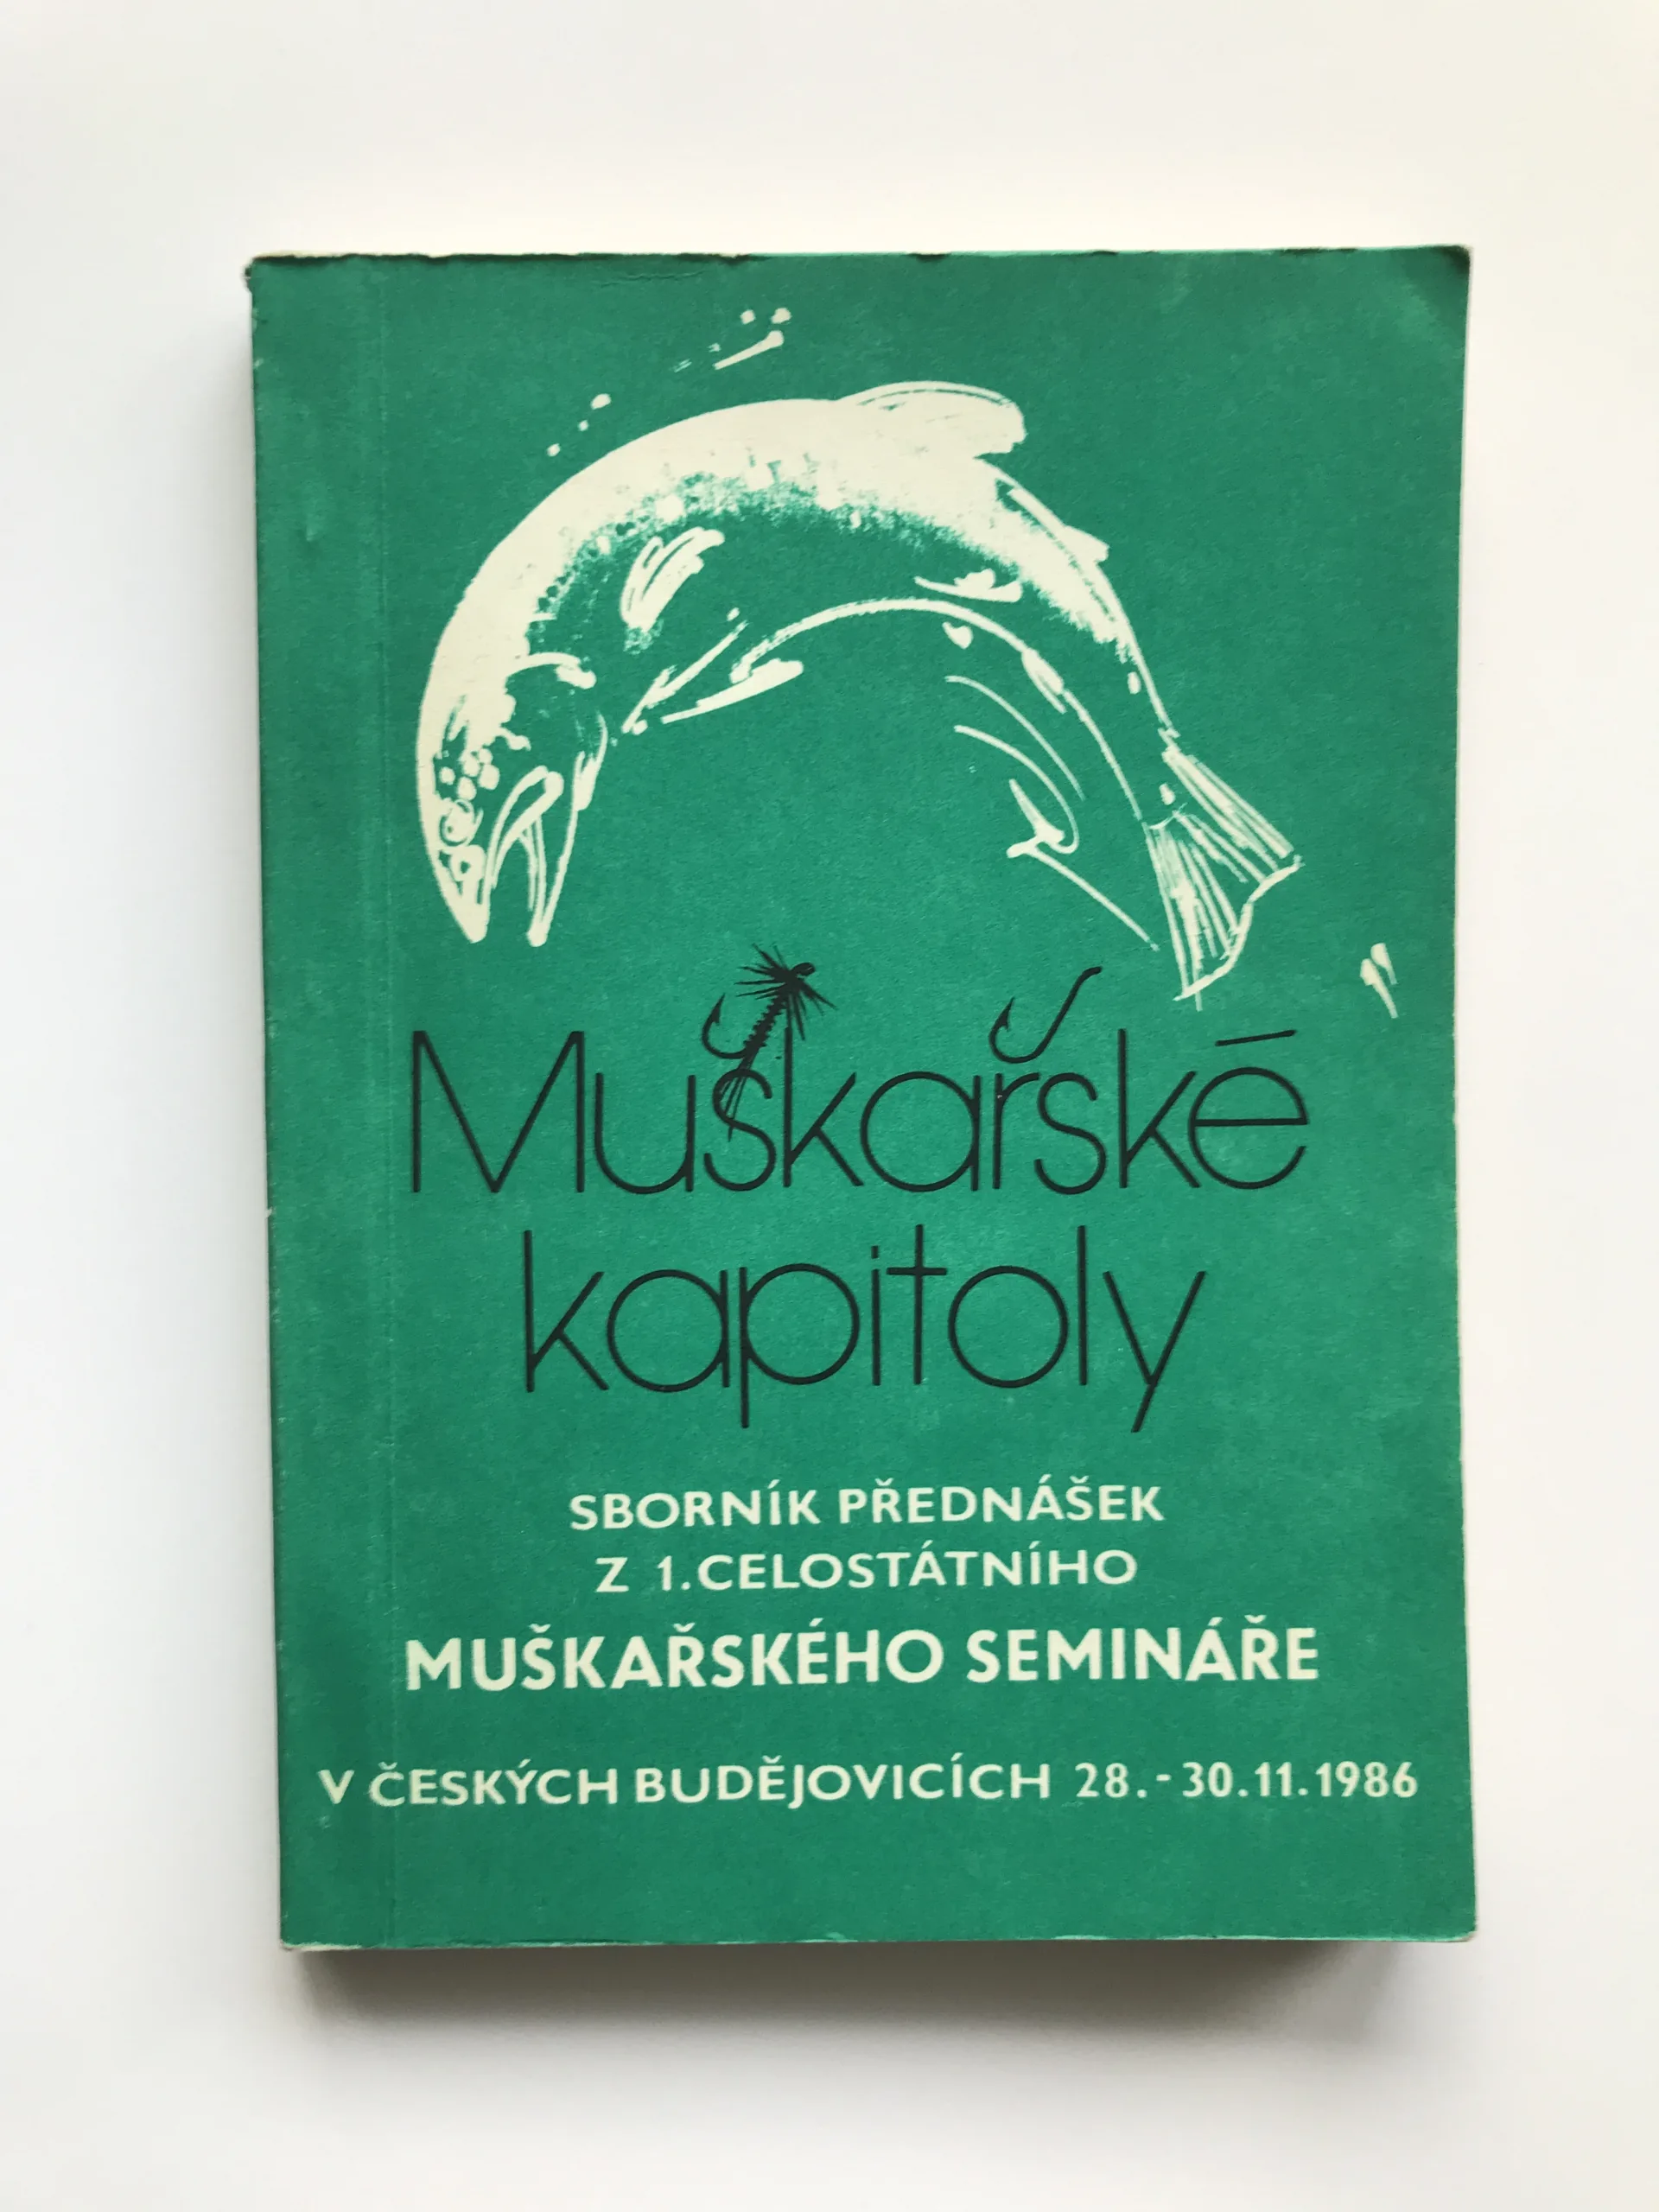 Muškařské
kapitoly
SBORNÍK PŘEDNÁŠEK
Z 1. CELOSTÁTNÍHO
MUŠKAŘSKÉHO SEMINÁŘE
V ČESKÝCH BUDĚJOVICÍCH 28.-30.11.1986